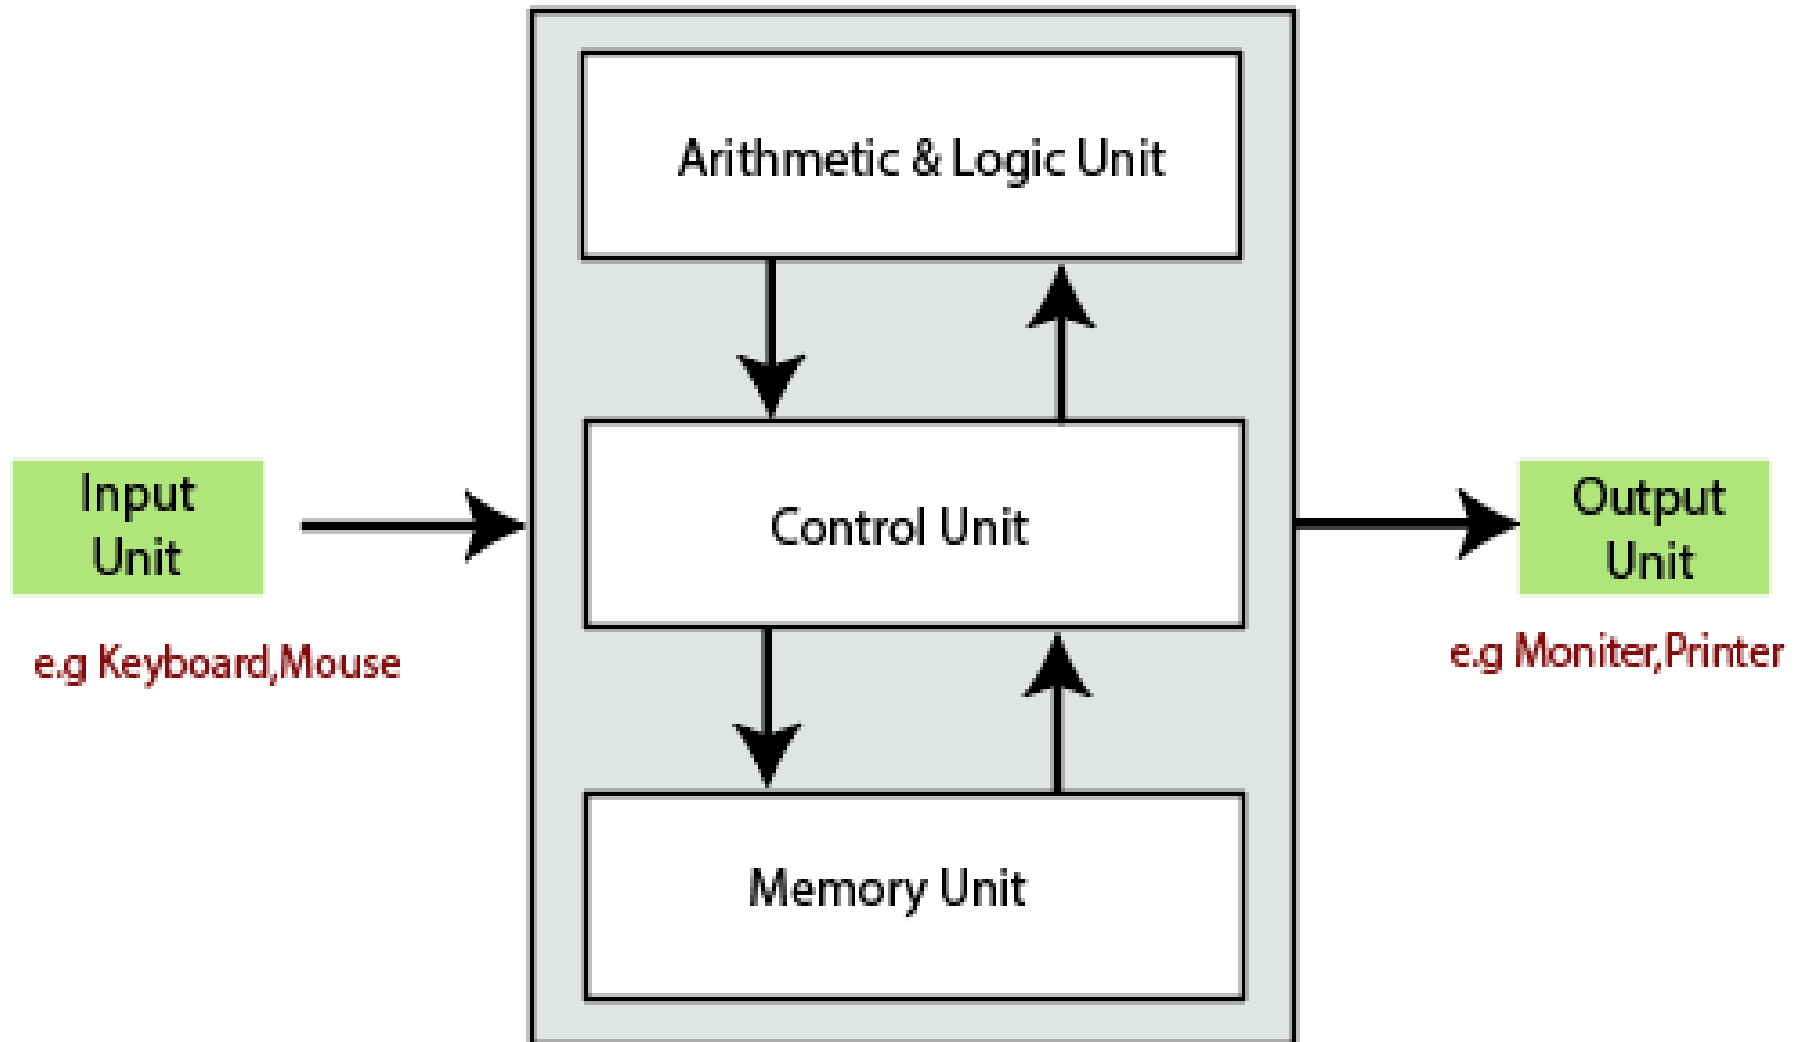 Arithmetic & Logic Unit
Input
Unit
Control Unit
Output
Unit
e.g Keyboard,Mouse
e.g Moniter,Printer
Memory Unit